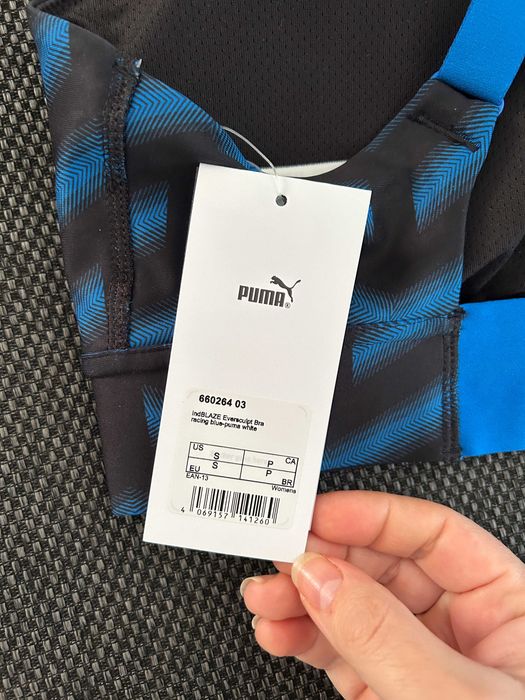 PUMA®
660264 03
indBLAZE Eversculpt Bra
racing blue-puma white
US S P CA
EU S P BR
EAN-13 Womens
4 069157 141260